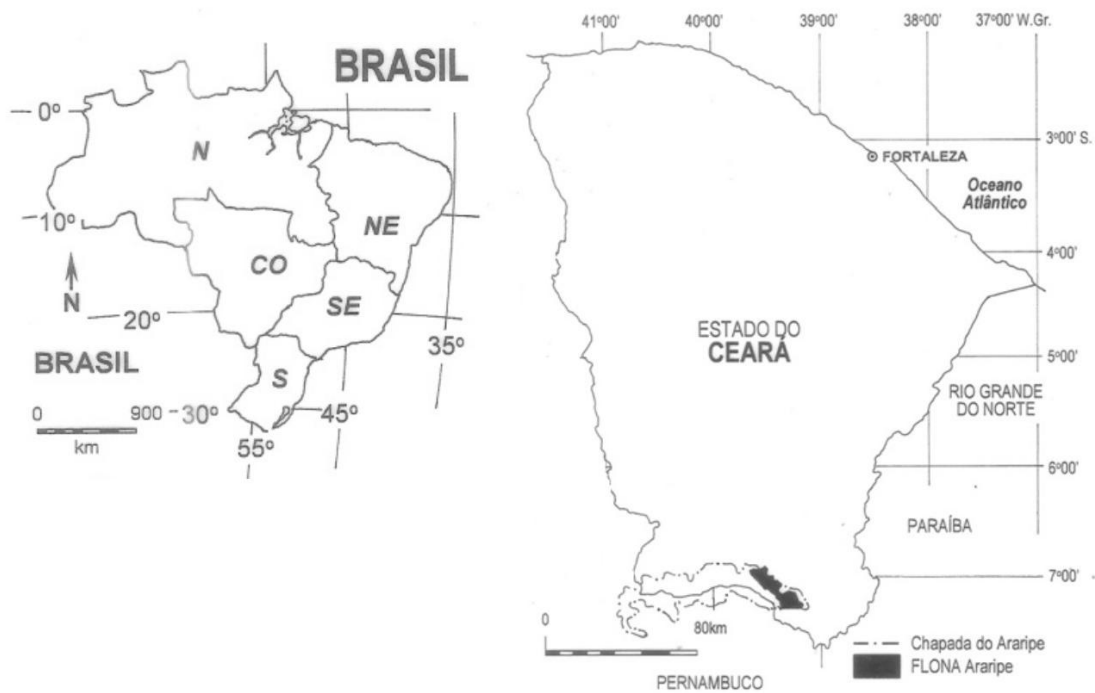 BRASIL
0º
N
10º
NE
CO
N
20º
SE
35º
BRASIL
S
0 900
km
30º
45º
55º
41º00' 40º00' 39º00' 38º00' 37º00' W.Gr.
3º00' S.
FORTALEZA
Oceano
Atlântico
4º00'
ESTADO DO
CEARÁ
5º00'
RIO GRANDE
DO NORTE
6º00'
PARAÍBA
7º00'
0 80km
Chapada do Araripe
FLONA Araripe
PERNAMBUCO